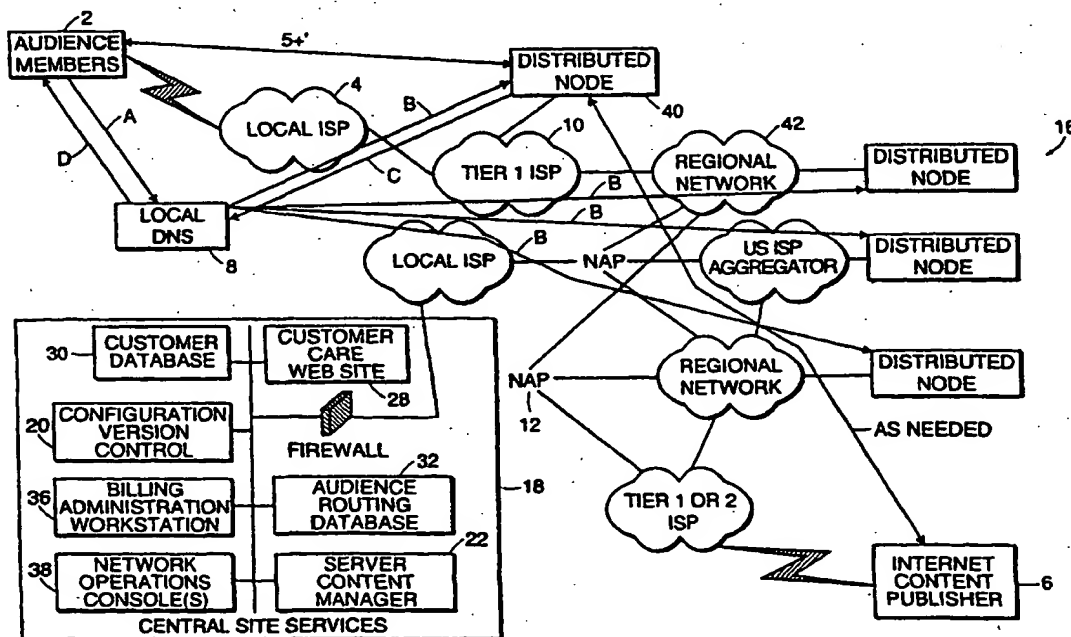 2
AUDIENCE
MEMBERS
5+'
DISTRIBUTED
NODE
40
4
LOCAL ISP
A
D
B
C
10
TIER 1 ISP
42
REGIONAL
NETWORK
16
DISTRIBUTED
NODE
B
B
B
LOCAL
DNS
8
LOCAL ISP
NAP
US ISP
AGGREGATOR
DISTRIBUTED
NODE
NAP
12
REGIONAL
NETWORK
DISTRIBUTED
NODE
AS NEEDED
TIER 1 OR 2
ISP
INTERNET
CONTENT
PUBLISHER
6
30
CUSTOMER
DATABASE
CUSTOMER
CARE
WEB SITE
28
20
CONFIGURATION
VERSION
CONTROL
FIREWALL
32
18
36
BILLING
ADMINISTRATION
WORKSTATION
AUDIENCE
ROUTING
DATABASE
22
38
NETWORK
OPERATIONS
CONSOLE(S)
SERVER
CONTENT
MANAGER
CENTRAL SITE SERVICES